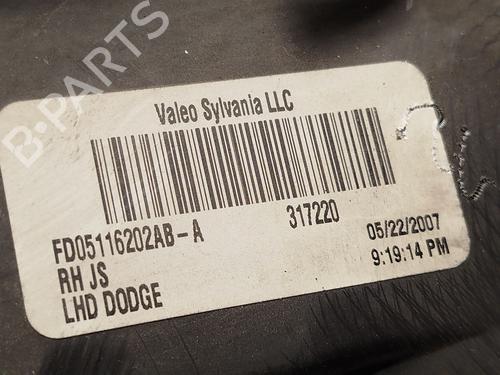 B-PARTS
Valeo Sylvania LLC
FD05116202AB-A
317220
05/22/2007
RH JS
9:19:14 PM
LHD DODGE